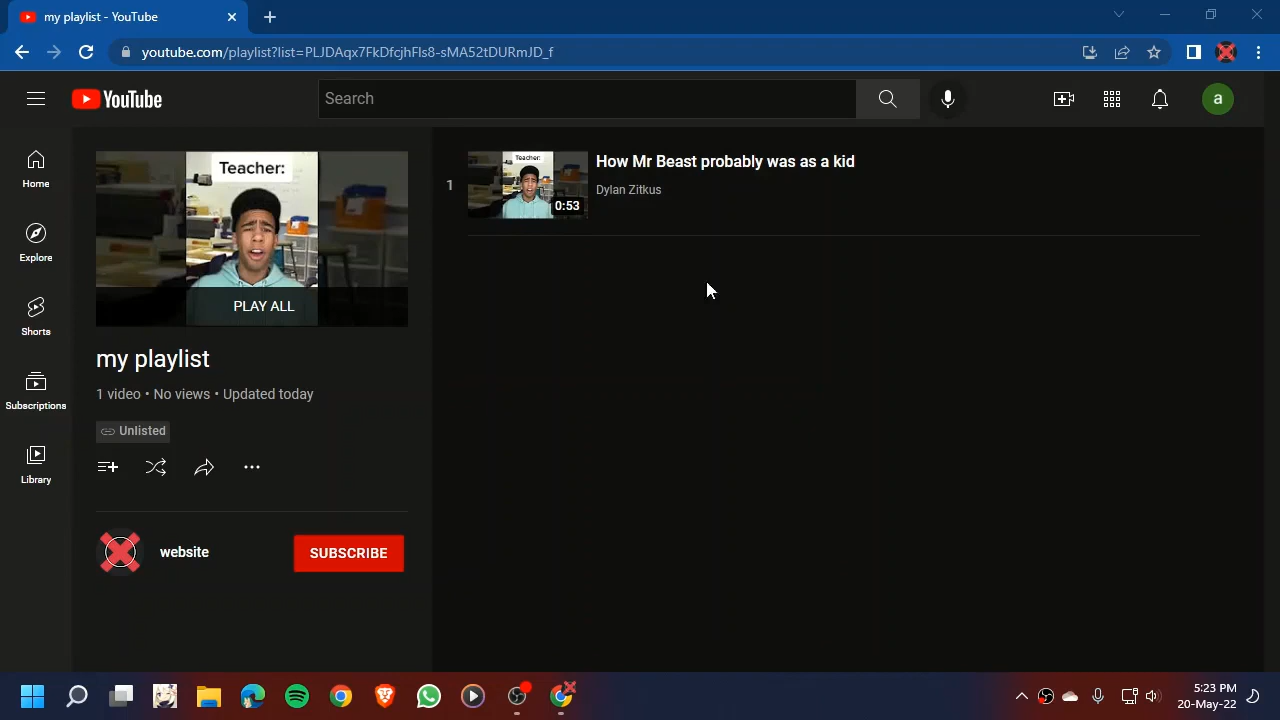 my playlist - YouTube
youtube.com/playlist?list=PLJDAqx7FkDfcjhFls8-sMA52tDURmJD_f
YouTube
Search
a
Home
Explore
Shorts
Subscriptions
Library
Teacher:
PLAY ALL
my playlist
1 video • No views • Updated today
Unlisted
website
SUBSCRIBE
1
Teacher:
0:53
How Mr Beast probably was as a kid
Dylan Zitkus
5:23 PM
20-May-22